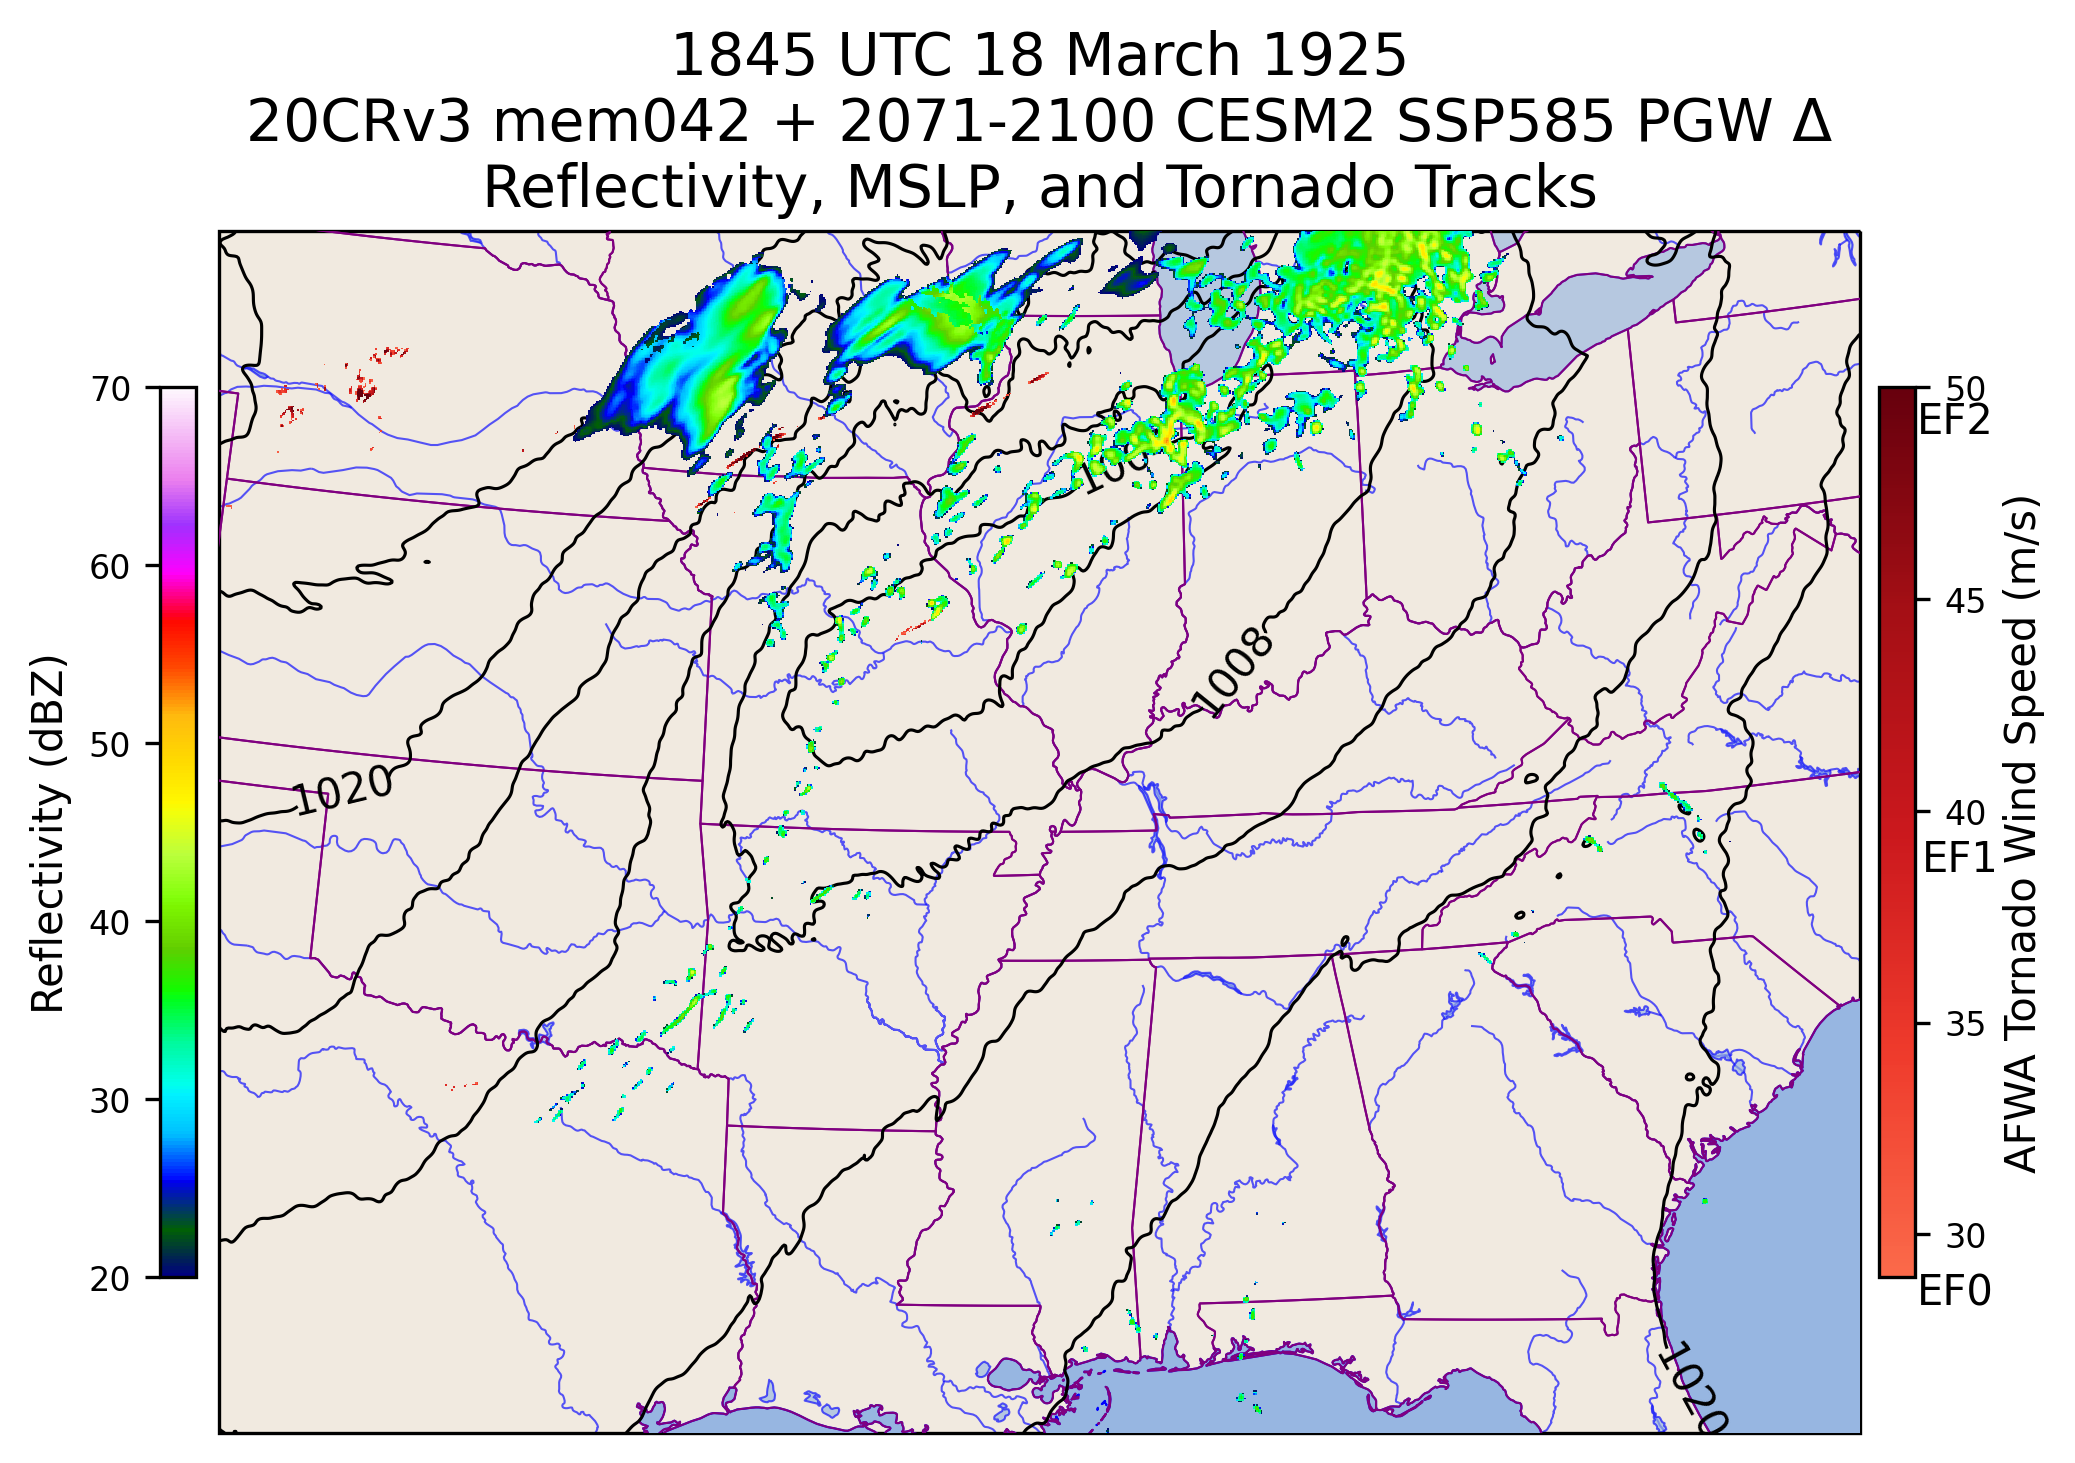 1845 UTC 18 March 1925
20CRv3 mem042 + 2071-2100 CESM2 SSP585 PGW Δ
Reflectivity, MSLP, and Tornado Tracks
70
60
50
40
30
20
Reflectivity (dBZ)
1020
1008
1020
50
EF2
45
40
EF1
35
30
EF0
AFWA Tornado Wind Speed (m/s)